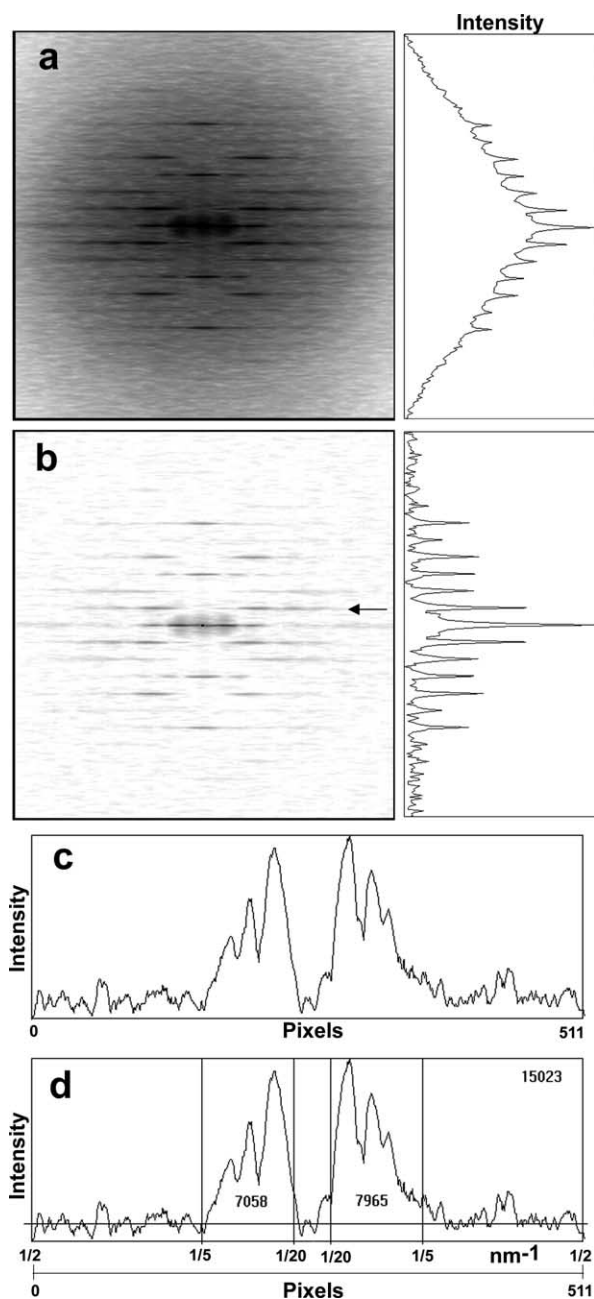 Intensity
a
b
c
Intensity
0 Pixels 511
d
15023
Intensity
7058 7965
1/2 1/5 1/20 1/20 1/5 nm-1 1/2
0 Pixels 511